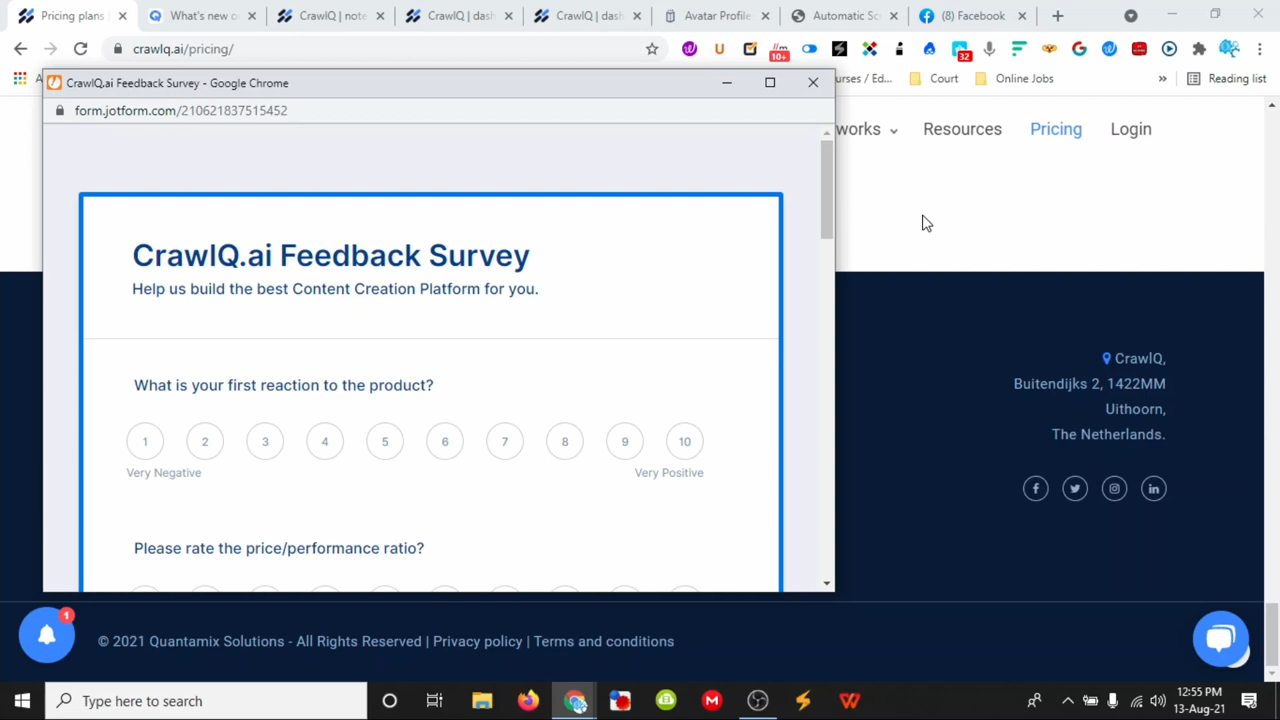 Pricing plans
What's new o
CrawlQ | note
CrawlQ | dash
CrawlQ | dash
Avatar Profile
Automatic Sc
(8) Facebook
crawlq.ai/pricing/
10+
32
A
urses / Ed...
Court
Online Jobs
»
Reading list
CrawlQ.ai Feedback Survey - Google Chrome
form.jotform.com/210621837515452
works
Resources
Pricing
Login
CrawlQ.ai Feedback Survey
Help us build the best Content Creation Platform for you.
What is your first reaction to the product?
1 2 3 4 5 6 7 8 9 10
Very Negative
Very Positive
Please rate the price/performance ratio?
CrawlQ,
Buitendijks 2, 1422MM
Uithoorn,
The Netherlands.
1
© 2021 Quantamix Solutions - All Rights Reserved | Privacy policy | Terms and conditions
Type here to search
12:55 PM
13-Aug-21